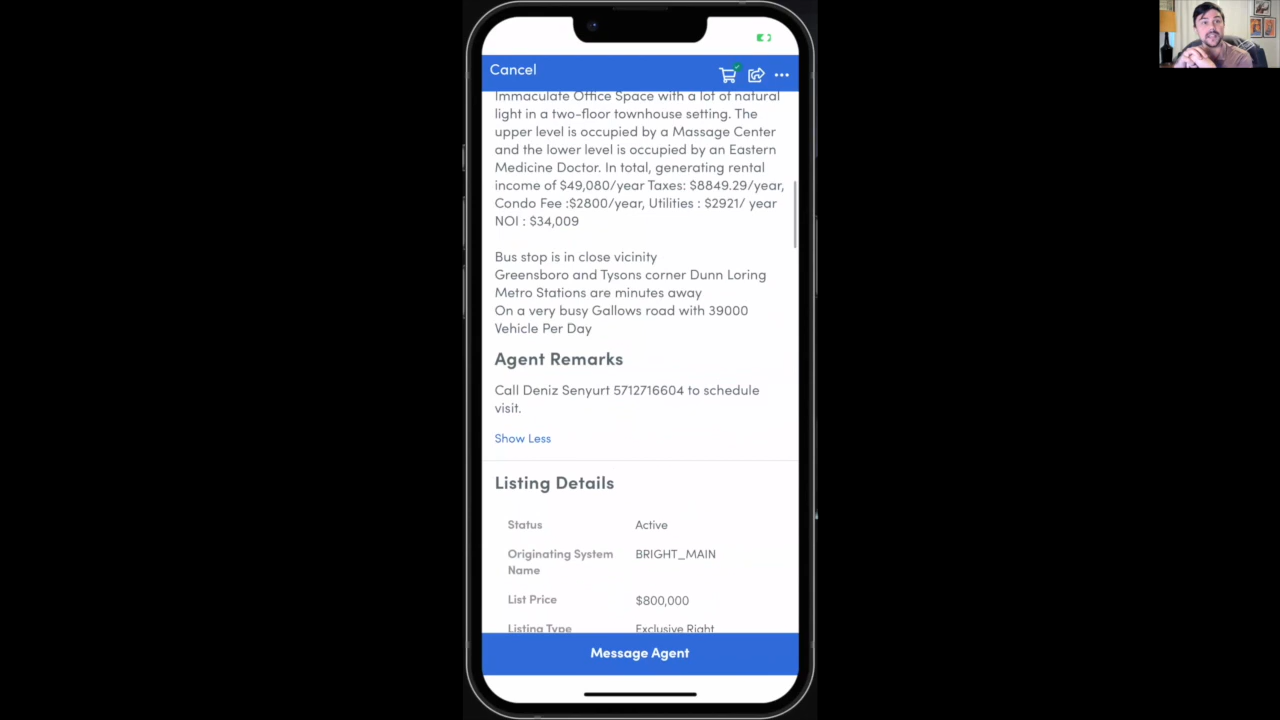 Cancel
Immaculate Office Space with a lot of natural
light in a two-floor townhouse setting. The
upper level is occupied by a Massage Center
and the lower level is occupied by an Eastern
Medicine Doctor. In total, generating rental
income of $49,080/year Taxes: $8849.29/year,
Condo Fee :$2800/year, Utilities : $2921/ year
NOI : $34,009
Bus stop is in close vicinity
Greensboro and Tysons corner Dunn Loring
Metro Stations are minutes away
On a very busy Gallows road with 39000
Vehicle Per Day
Agent Remarks
Call Deniz Senyurt 5712716604 to schedule
visit.
Show Less
Listing Details
Status Active
Originating System BRIGHT_MAIN
Name
List Price $800,000
Listing Type Exclusive Right
Message Agent